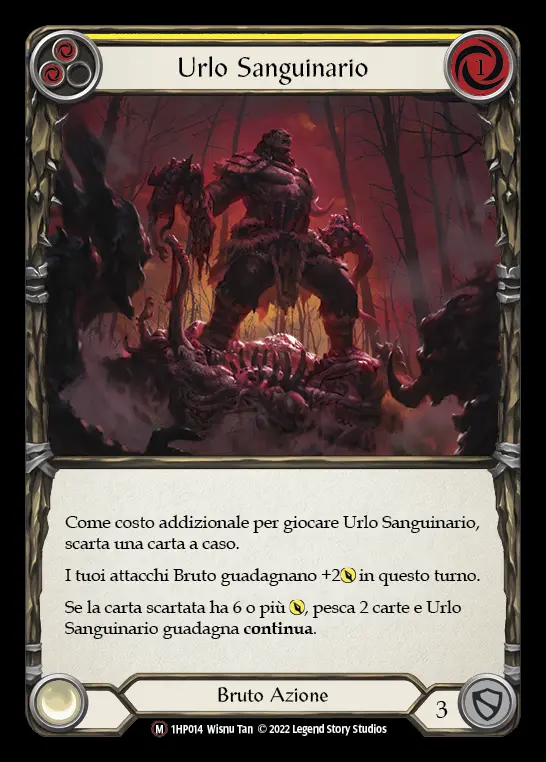 Urlo Sanguinario
1
Come costo addizionale per giocare Urlo Sanguinario,
scarta una carta a caso.
I tuoi attacchi Bruto guadagnano +2 in questo turno.
Se la carta scartata ha 6 o più , pesca 2 carte e Urlo
Sanguinario guadagna continua.
Bruto Azione
3
M 1HP014 Wisnu Tan © 2022 Legend Story Studios